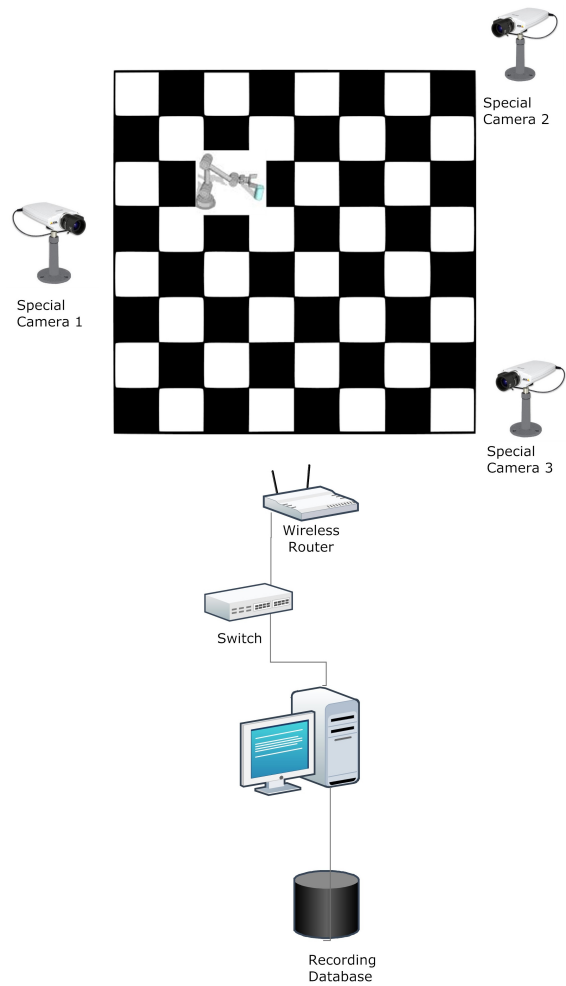 Special
Camera 2
Special
Camera 1
Special
Camera 3
Wireless
Router
Switch
Recording
Database